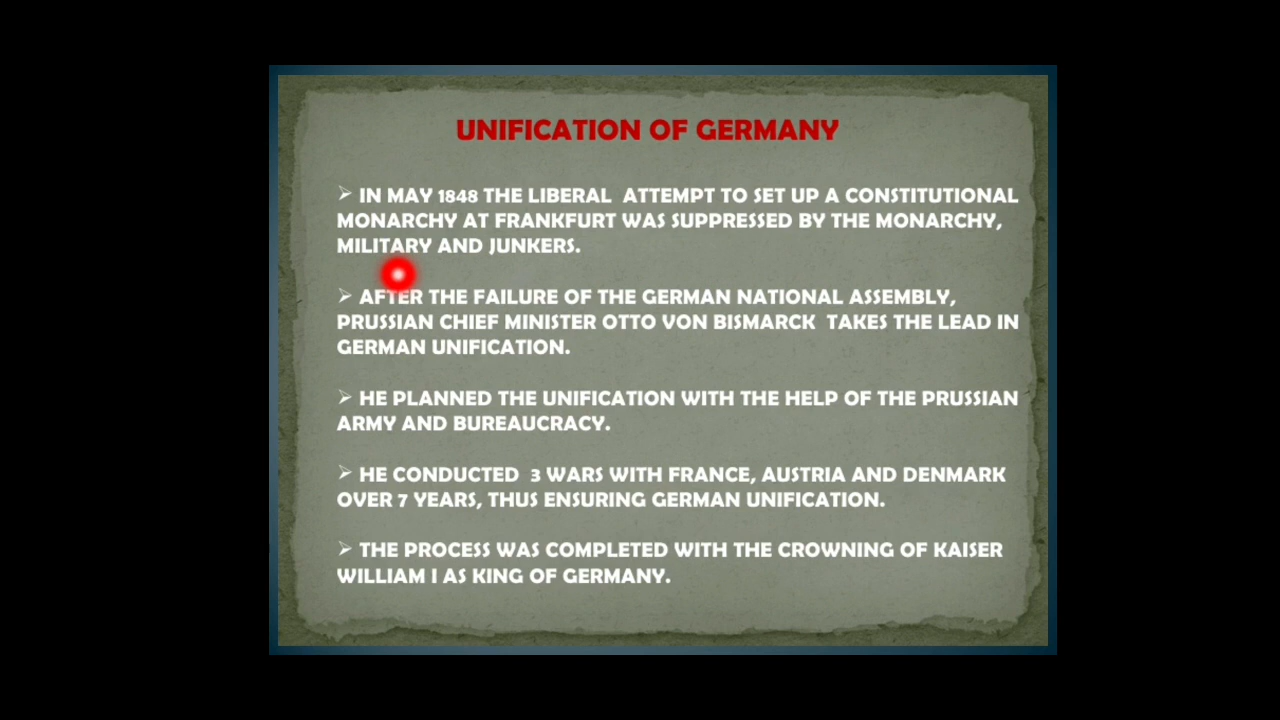 UNIFICATION OF GERMANY
➢ IN MAY 1848 THE LIBERAL ATTEMPT TO SET UP A CONSTITUTIONAL
MONARCHY AT FRANKFURT WAS SUPPRESSED BY THE MONARCHY,
MILITARY AND JUNKERS.
➢ AFTER THE FAILURE OF THE GERMAN NATIONAL ASSEMBLY,
PRUSSIAN CHIEF MINISTER OTTO VON BISMARCK TAKES THE LEAD IN
GERMAN UNIFICATION.
➢ HE PLANNED THE UNIFICATION WITH THE HELP OF THE PRUSSIAN
ARMY AND BUREAUCRACY.
➢ HE CONDUCTED 3 WARS WITH FRANCE, AUSTRIA AND DENMARK
OVER 7 YEARS, THUS ENSURING GERMAN UNIFICATION.
➢ THE PROCESS WAS COMPLETED WITH THE CROWNING OF KAISER
WILLIAM I AS KING OF GERMANY.